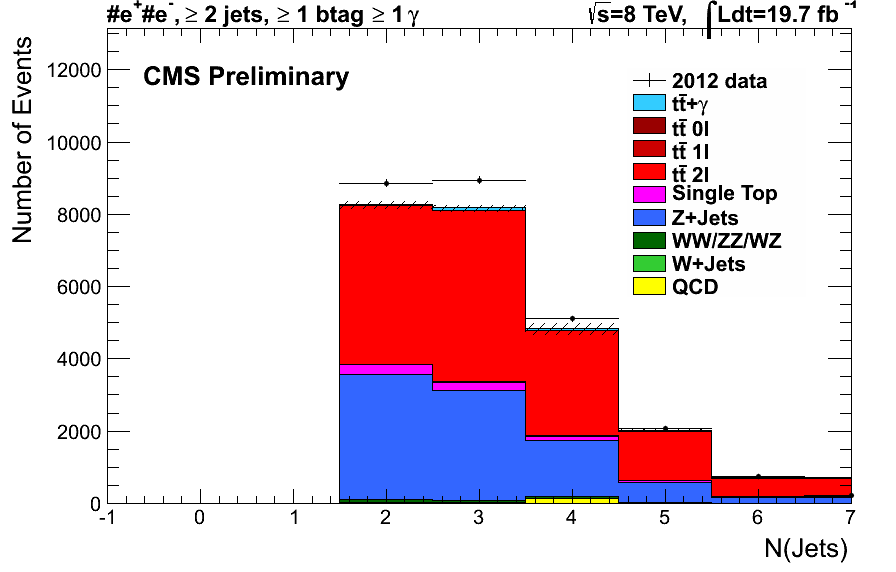 #e⁺#e⁻, ≥ 2 jets, ≥ 1 btag ≥ 1 γ
√s=8 TeV, ∫Ldt=19.7 fb⁻¹
CMS Preliminary
Number of Events
12000
10000
8000
6000
4000
2000
0
2012 data
tt̄+γ
tt̄ 0l
tt̄ 1l
tt̄ 2l
Single Top
Z+Jets
WW/ZZ/WZ
W+Jets
QCD
-1 0 1 2 3 4 5 6 7
N(Jets)